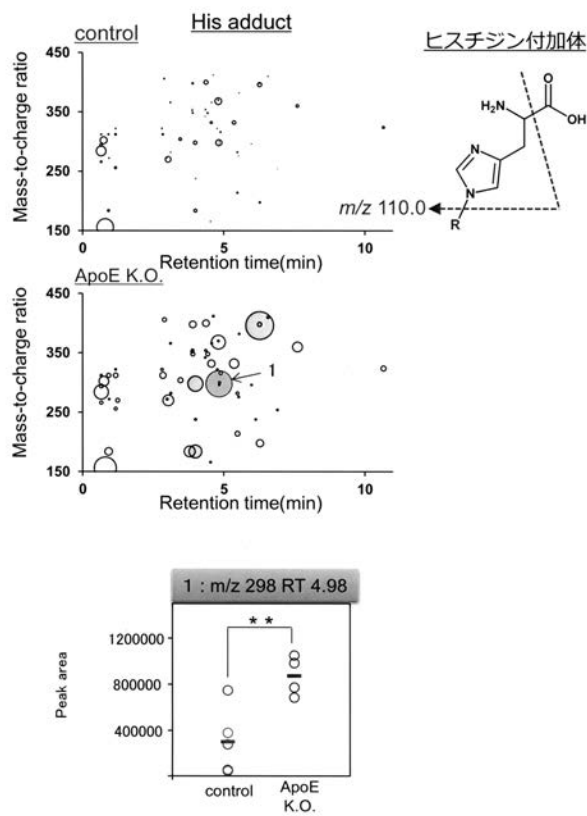 His adduct
control
Mass-to-charge ratio
450
350
250
150
0
5
10
Retention time(min)
ヒスチジン付加体
O
H₂N
OH
N
N
R
m/z 110.0
ApoE K.O.
Mass-to-charge ratio
450
350
250
150
1
0
5
10
Retention time(min)
1 : m/z 298 RT 4.98
Peak area
1200000
800000
400000
* *
control
ApoE
K.O.